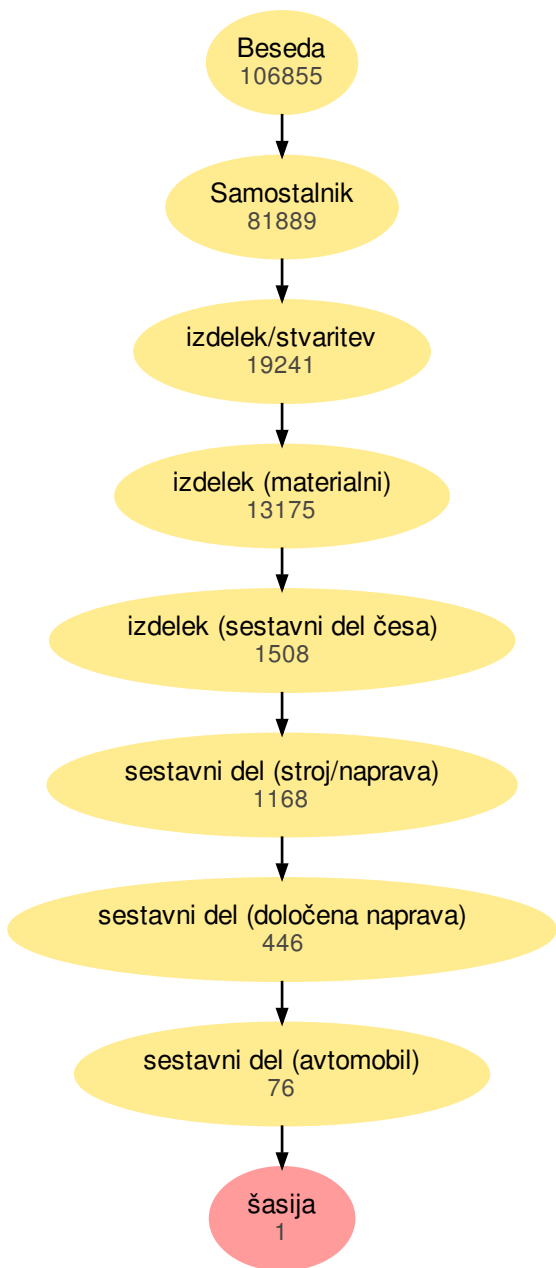 Beseda
106855
Samostalnik
81889
izdelek/stvaritev
19241
izdelek (materialni)
13175
izdelek (sestavni del česa)
1508
sestavni del (stroj/naprava)
1168
sestavni del (določena naprava)
446
sestavni del (avtomobil)
76
šasija
1